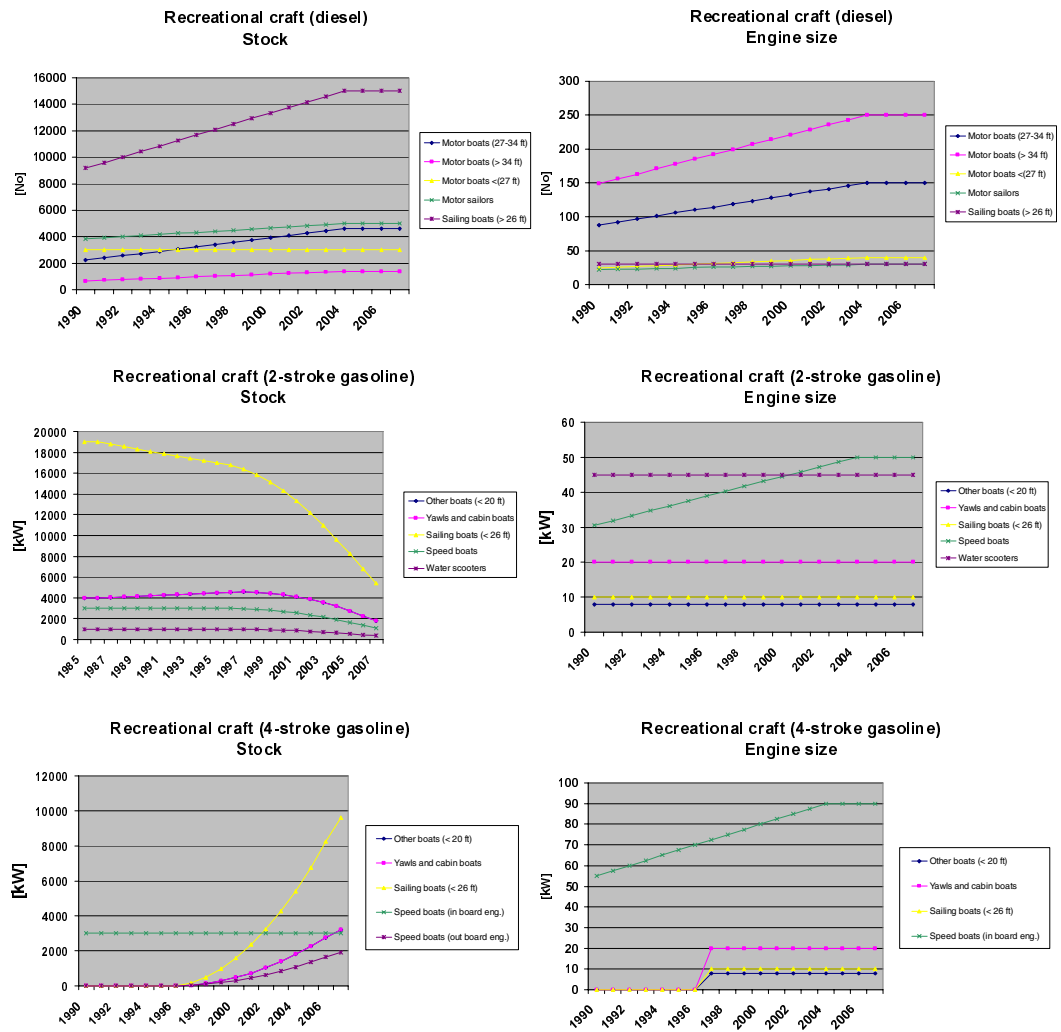 Recreational craft (diesel)
Stock
16000
14000
12000
10000
8000
6000
4000
2000
0
[No]
1990
1992
1994
1996
1998
2000
2002
2004
2006
Motor boats (27-34 ft)
Motor boats (> 34 ft)
Motor boats <(27 ft)
Motor sailors
Sailing boats (> 26 ft)
Recreational craft (diesel)
Engine size
300
250
200
150
100
50
0
[No]
1990
1992
1994
1996
1998
2000
2002
2004
2006
Motor boats (27-34 ft)
Motor boats (> 34 ft)
Motor boats <(27 ft)
Motor sailors
Sailing boats (> 26 ft)
Recreational craft (2-stroke gasoline)
Stock
20000
18000
16000
14000
12000
10000
8000
6000
4000
2000
0
[kW]
1985
1987
1989
1991
1993
1995
1997
1999
2001
2003
2005
2007
Other boats (< 20 ft)
Yawls and cabin boats
Sailing boats (< 26 ft)
Speed boats
Water scooters
Recreational craft (2-stroke gasoline)
Engine size
60
50
40
30
20
10
0
[kW]
1990
1992
1994
1996
1998
2000
2002
2004
2006
Other boats (< 20 ft)
Yawls and cabin boats
Sailing boats (< 26 ft)
Speed boats
Water scooters
Recreational craft (4-stroke gasoline)
Stock
12000
10000
8000
6000
4000
2000
0
[kW]
1990
1992
1994
1996
1998
2000
2002
2004
2006
Other boats (< 20 ft)
Yawls and cabin boats
Sailing boats (< 26 ft)
Speed boats (in board eng.)
Speed boats (out board eng.)
Recreational craft (4-stroke gasoline)
Engine size
100
90
80
70
60
50
40
30
20
10
0
[kW]
1990
1992
1994
1996
1998
2000
2002
2004
2006
Other boats (< 20 ft)
Yawls and cabin boats
Sailing boats (< 26 ft)
Speed boats (in board eng.)